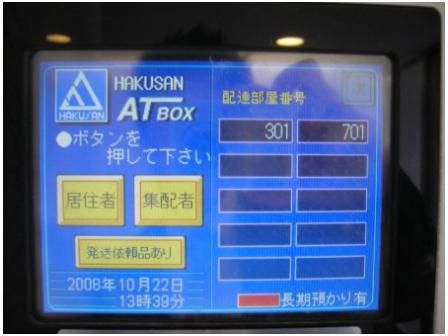 HAKUSAN
HAKUSAN
AT BOX
●ボタンを
押して下さい
居住者
集配者
発送依頼品あり
2008年10月22日
13時39分
配達部屋番号
301
701
長期預かり有